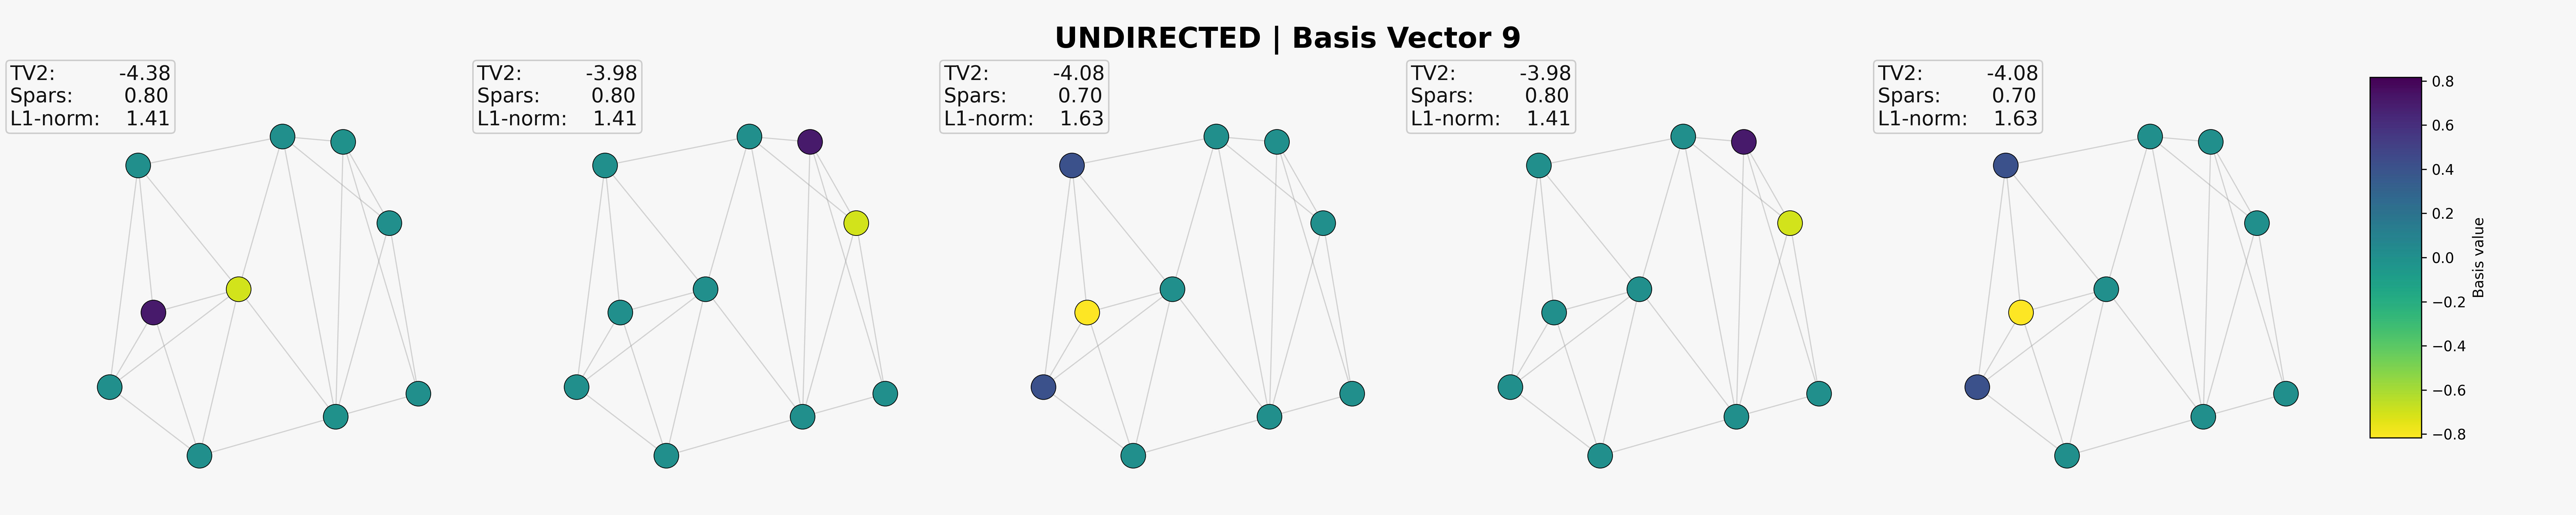 UNDIRECTED | Basis Vector 9
TV2: -4.38
Spars: 0.80
L1-norm: 1.41
TV2: -3.98
Spars: 0.80
L1-norm: 1.41
TV2: -4.08
Spars: 0.70
L1-norm: 1.63
TV2: -3.98
Spars: 0.80
L1-norm: 1.41
TV2: -4.08
Spars: 0.70
L1-norm: 1.63
0.8
0.6
0.4
0.2
0.0
−0.2
−0.4
−0.6
−0.8
Basis value